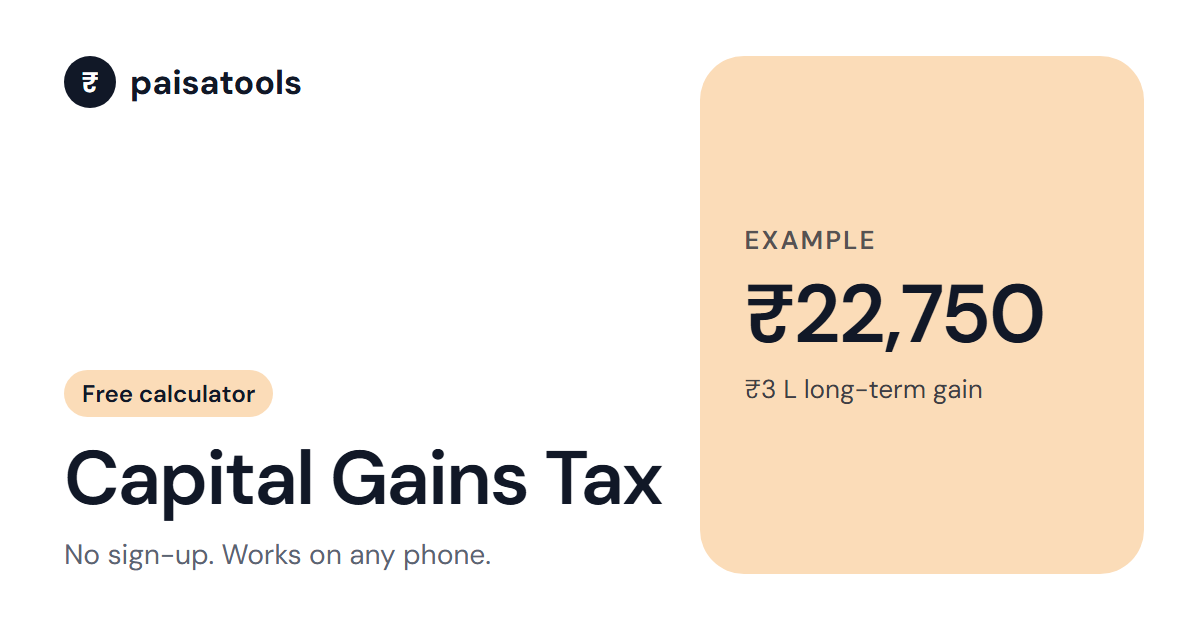 ₹ paisatools
Free calculator
Capital Gains Tax
No sign-up. Works on any phone.
EXAMPLE
₹22,750
₹3 L long-term gain